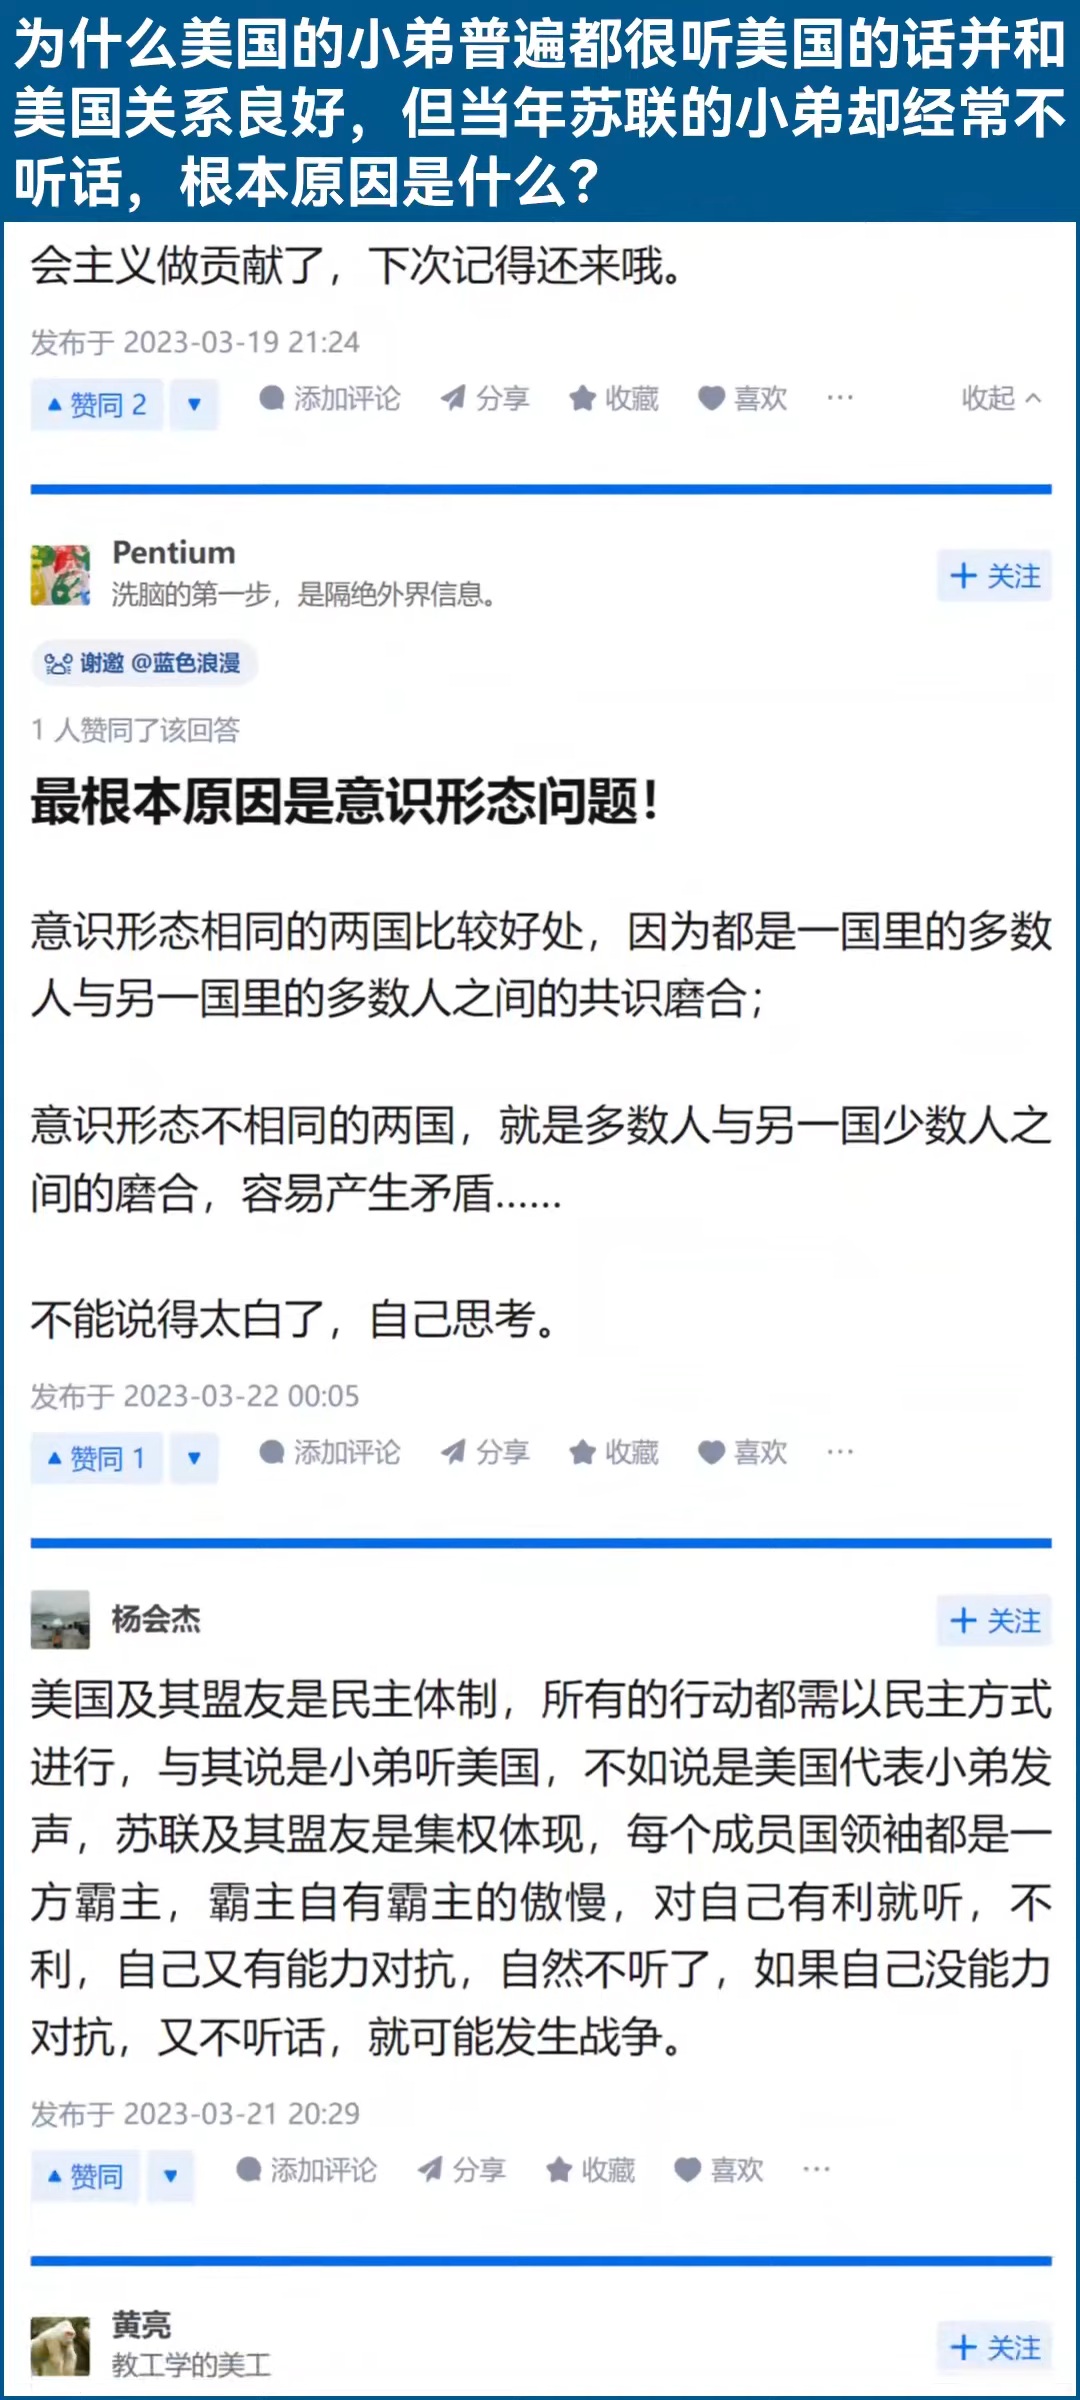 为什么美国的小弟普遍都很听美国的话并和
美国关系良好，但当年苏联的小弟却经常不
听话，根本原因是什么？
会主义做贡献了，下次记得还来哦。
发布于 2023-03-19 21:24
赞同 2
添加评论
分享
收藏
喜欢
收起
Pentium
洗脑的第一步，是隔绝外界信息。
+ 关注
谢邀 @蓝色浪漫
1 人赞同了该回答
最根本原因是意识形态问题！
意识形态相同的两国比较好处，因为都是一国里的多数
人与另一国里的多数人之间的共识磨合；
意识形态不相同的两国，就是多数人与另一国少数人之
间的磨合，容易产生矛盾......
不能说得太白了，自己思考。
发布于 2023-03-22 00:05
赞同 1
添加评论
分享
收藏
喜欢
杨会杰
+ 关注
美国及其盟友是民主体制，所有的行动都需以民主方式
进行，与其说是小弟听美国，不如说是美国代表小弟发
声，苏联及其盟友是集权体现，每个成员国领袖都是一
方霸主，霸主自有霸主的傲慢，对自己有利就听，不
利，自己又有能力对抗，自然不听了，如果自己没能力
对抗，又不听话，就可能发生战争。
发布于 2023-03-21 20:29
赞同
添加评论
分享
收藏
喜欢
黄亮
教工学的美工
+ 关注